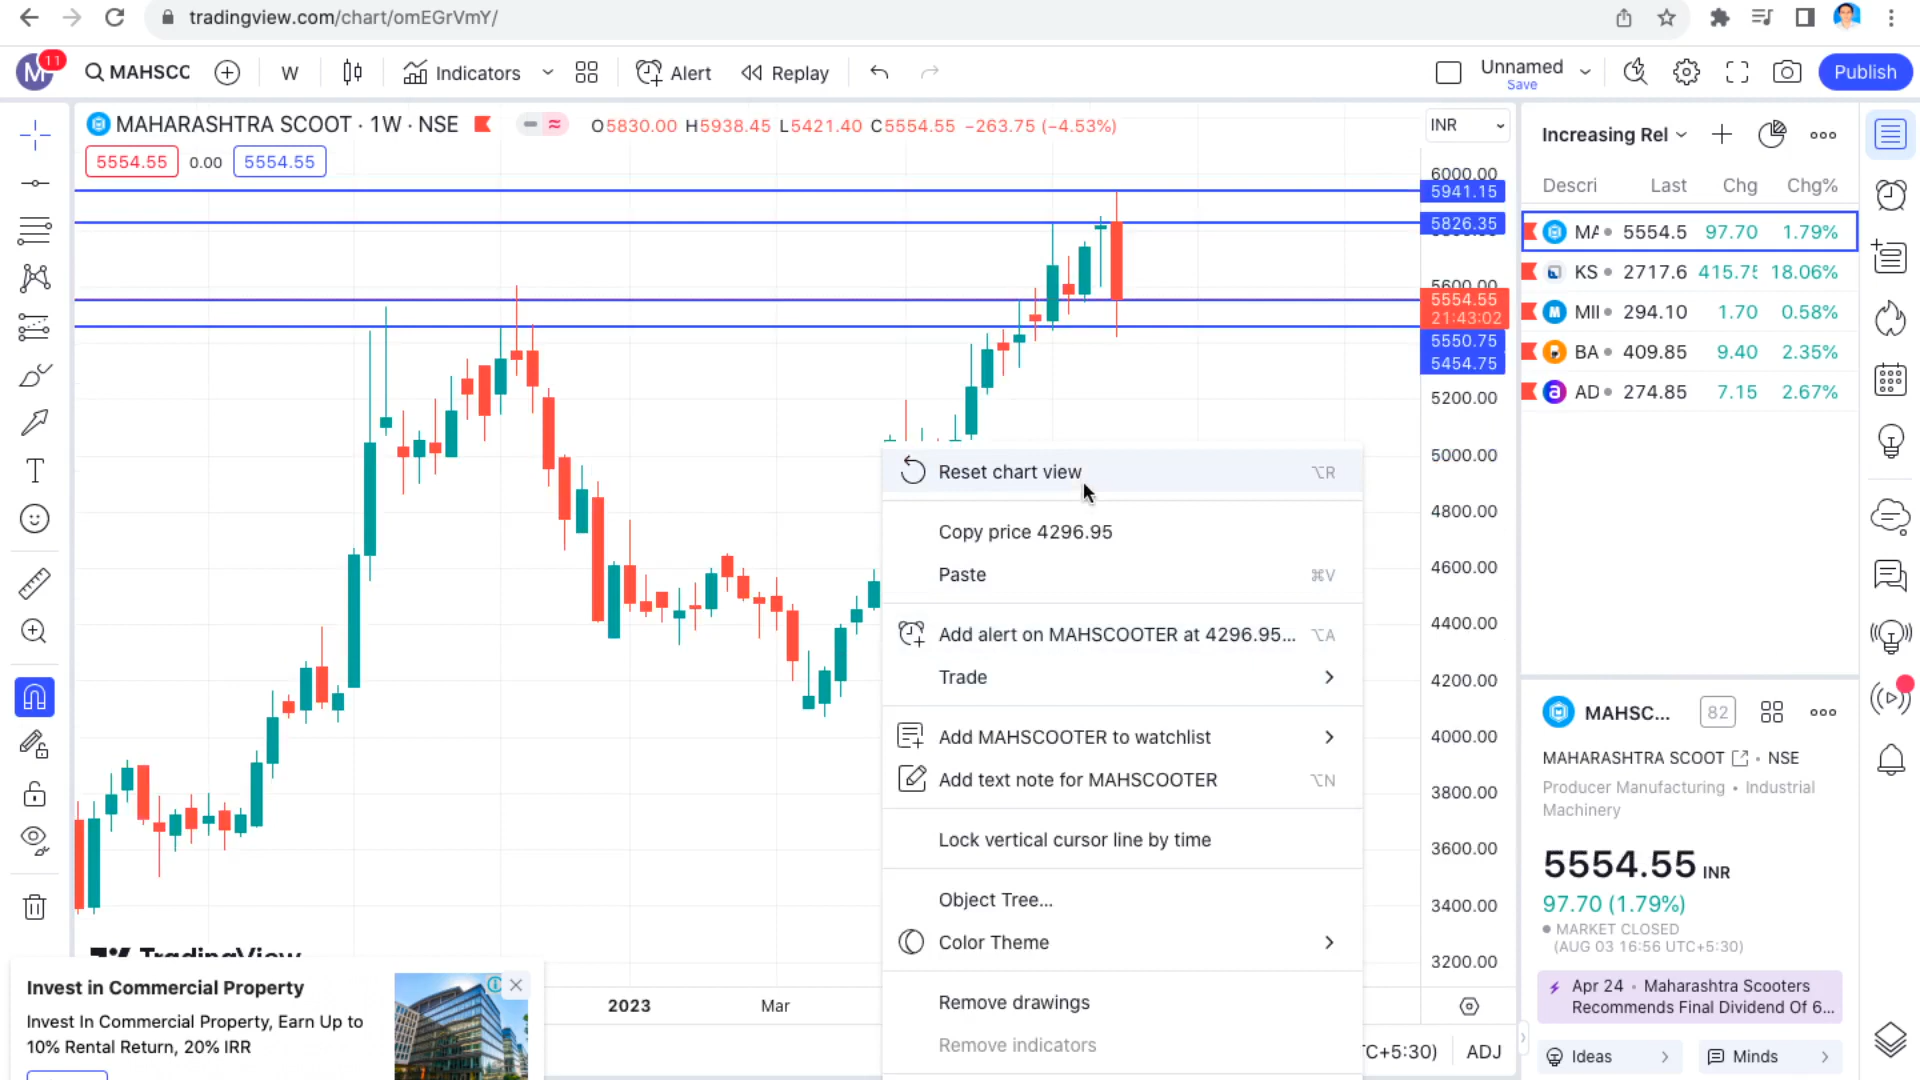 tradingview.com/chart/omEGrVmY/
M
11
MAHSCC
W
Indicators
Alert
Replay
Unnamed
Save
Publish
MAHARASHTRA SCOOT · 1W · NSE
O5830.00 H5938.45 L5421.40 C5554.55 −263.75 (−4.53%)
5554.55
0.00
5554.55
INR
6000.00
5941.15
5826.35
5600.00
5554.55
21:43:02
5550.75
5454.75
5200.00
5000.00
4800.00
4600.00
4400.00
4200.00
4000.00
3800.00
3600.00
3400.00
3200.00
Reset chart view ⌥R
Copy price 4296.95
Paste ⌘V
Add alert on MAHSCOOTER at 4296.95... ⌥A
Trade
Add MAHSCOOTER to watchlist
Add text note for MAHSCOOTER ⌥N
Lock vertical cursor line by time
Object Tree...
Color Theme
Remove drawings
Remove indicators
TradingView
Invest in Commercial Property
Invest In Commercial Property, Earn Up to
10% Rental Return, 20% IRR
2023
Mar
C+5:30)
ADJ
Increasing Rel
Descri Last Chg Chg%
MA 5554.5 97.70 1.79%
KS 2717.6 415.75 18.06%
MII 294.10 1.70 0.58%
BA 409.85 9.40 2.35%
AD 274.85 7.15 2.67%
MAHSC...
82
MAHARASHTRA SCOOT • NSE
Producer Manufacturing • Industrial
Machinery
5554.55 INR
97.70 (1.79%)
MARKET CLOSED
(AUG 03 16:56 UTC+5:30)
Apr 24 • Maharashtra Scooters
Recommends Final Dividend Of 6...
Ideas
Minds